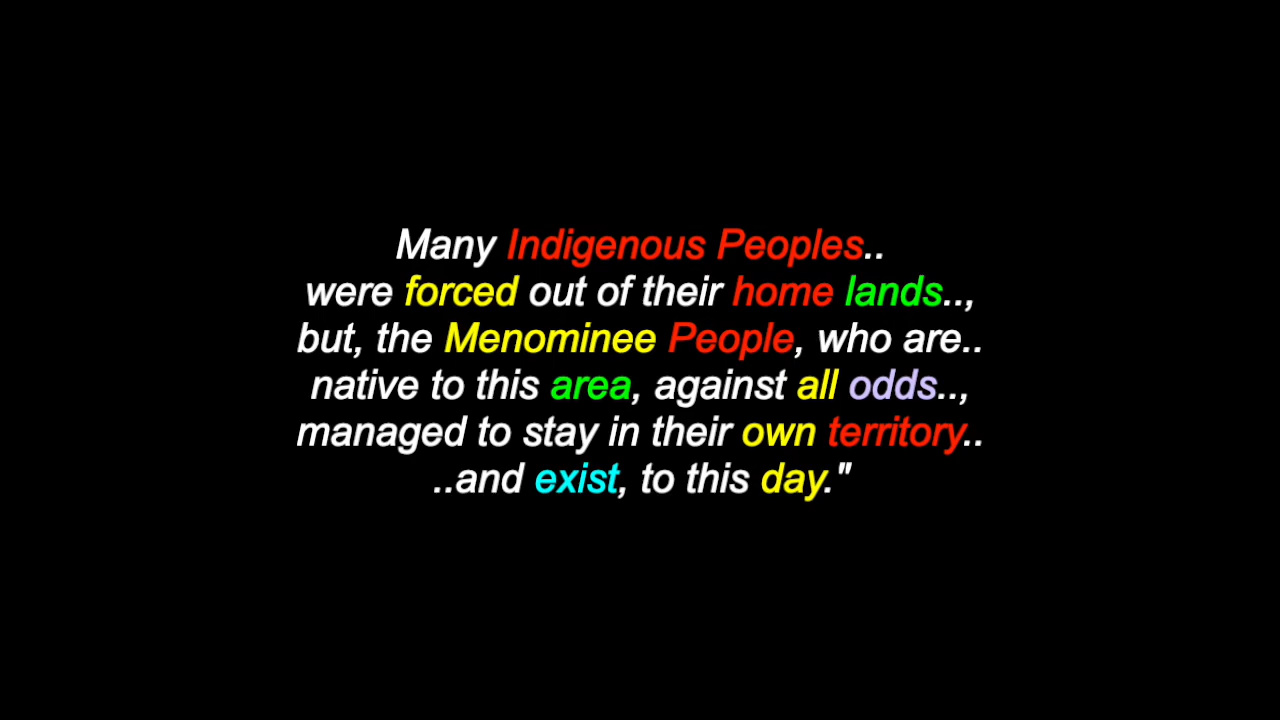 Many Indigenous Peoples..
were forced out of their home lands..,
but, the Menominee People, who are..
native to this area, against all odds..,
managed to stay in their own territory..
..and exist, to this day."